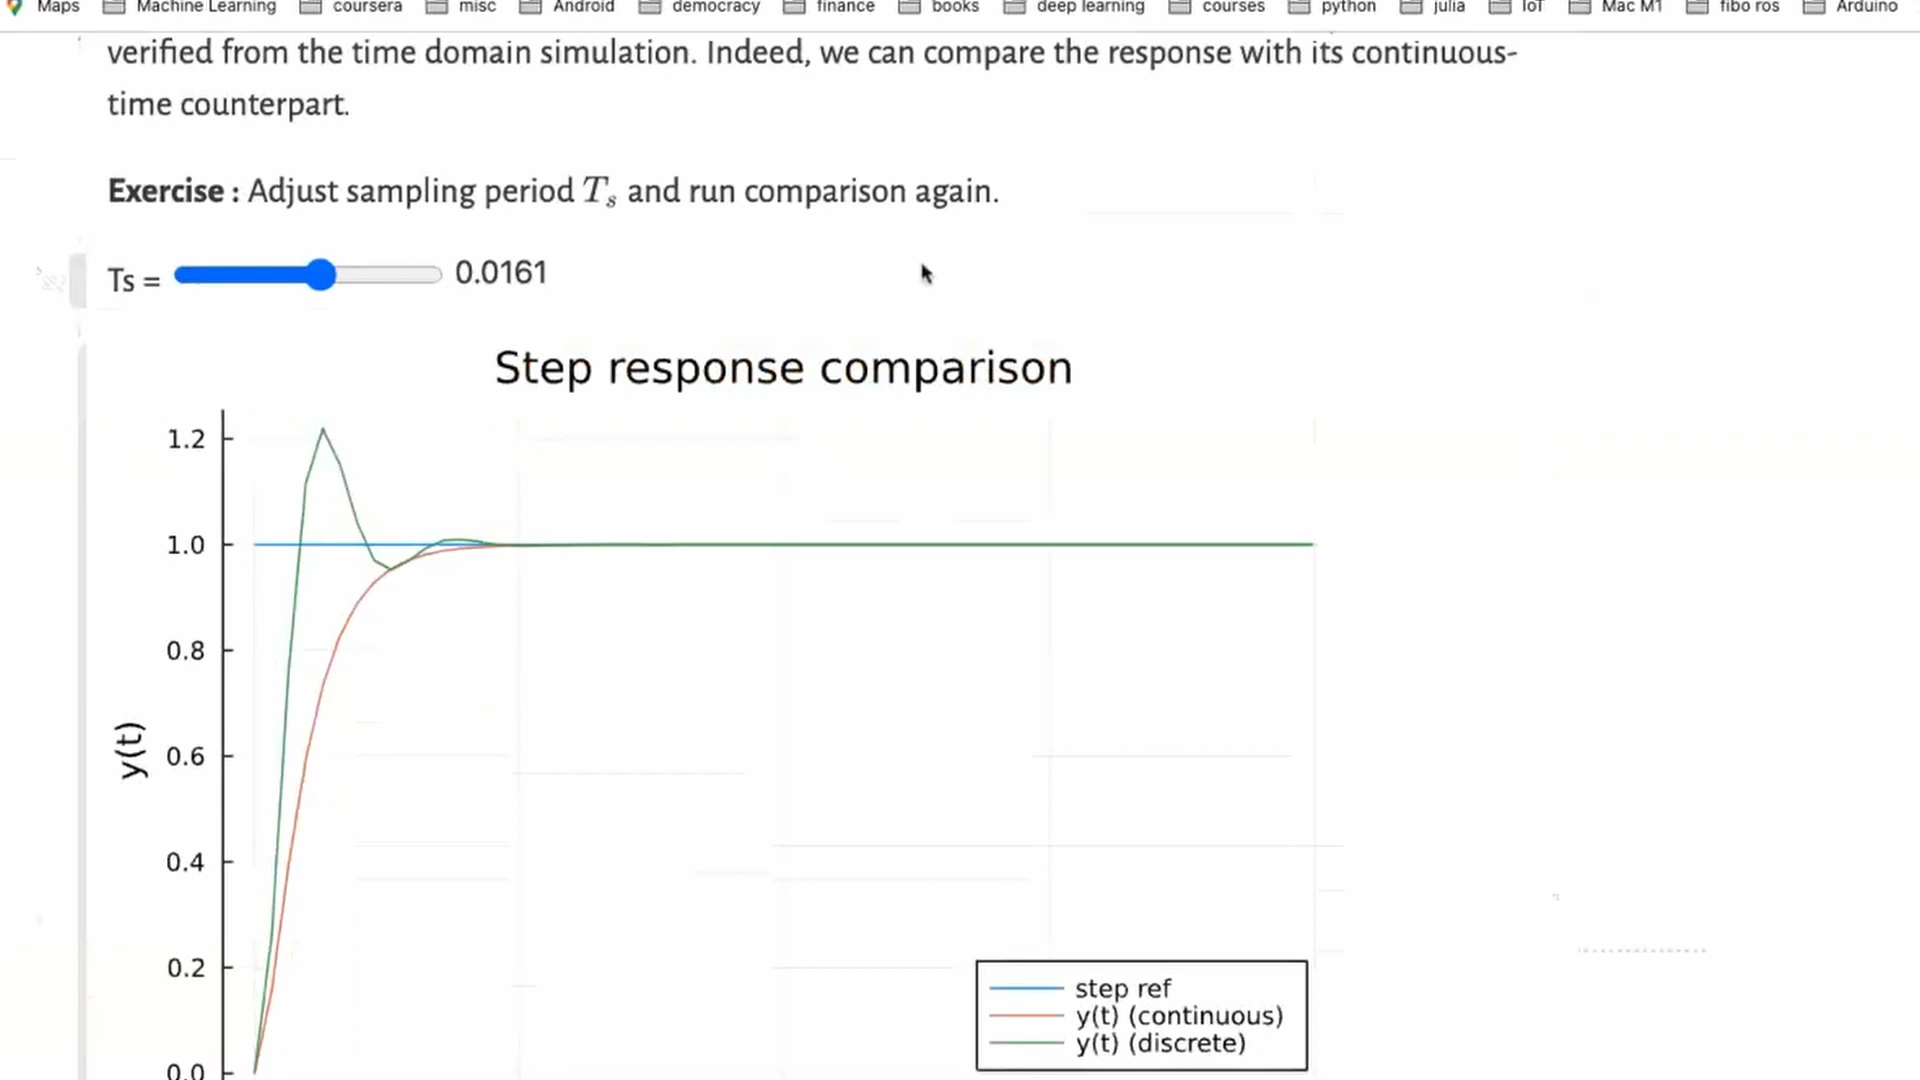 Maps Machine Learning coursera misc Android democracy finance books deep learning courses python julia IoT Mac M1 fibo ros Arduino
verified from the time domain simulation. Indeed, we can compare the response with its continuous-
time counterpart.
Exercise : Adjust sampling period Tₛ and run comparison again.
Ts = 0.0161
Step response comparison
1.2
1.0
0.8
y(t)
0.6
0.4
0.2
0.0
step ref
y(t) (continuous)
y(t) (discrete)